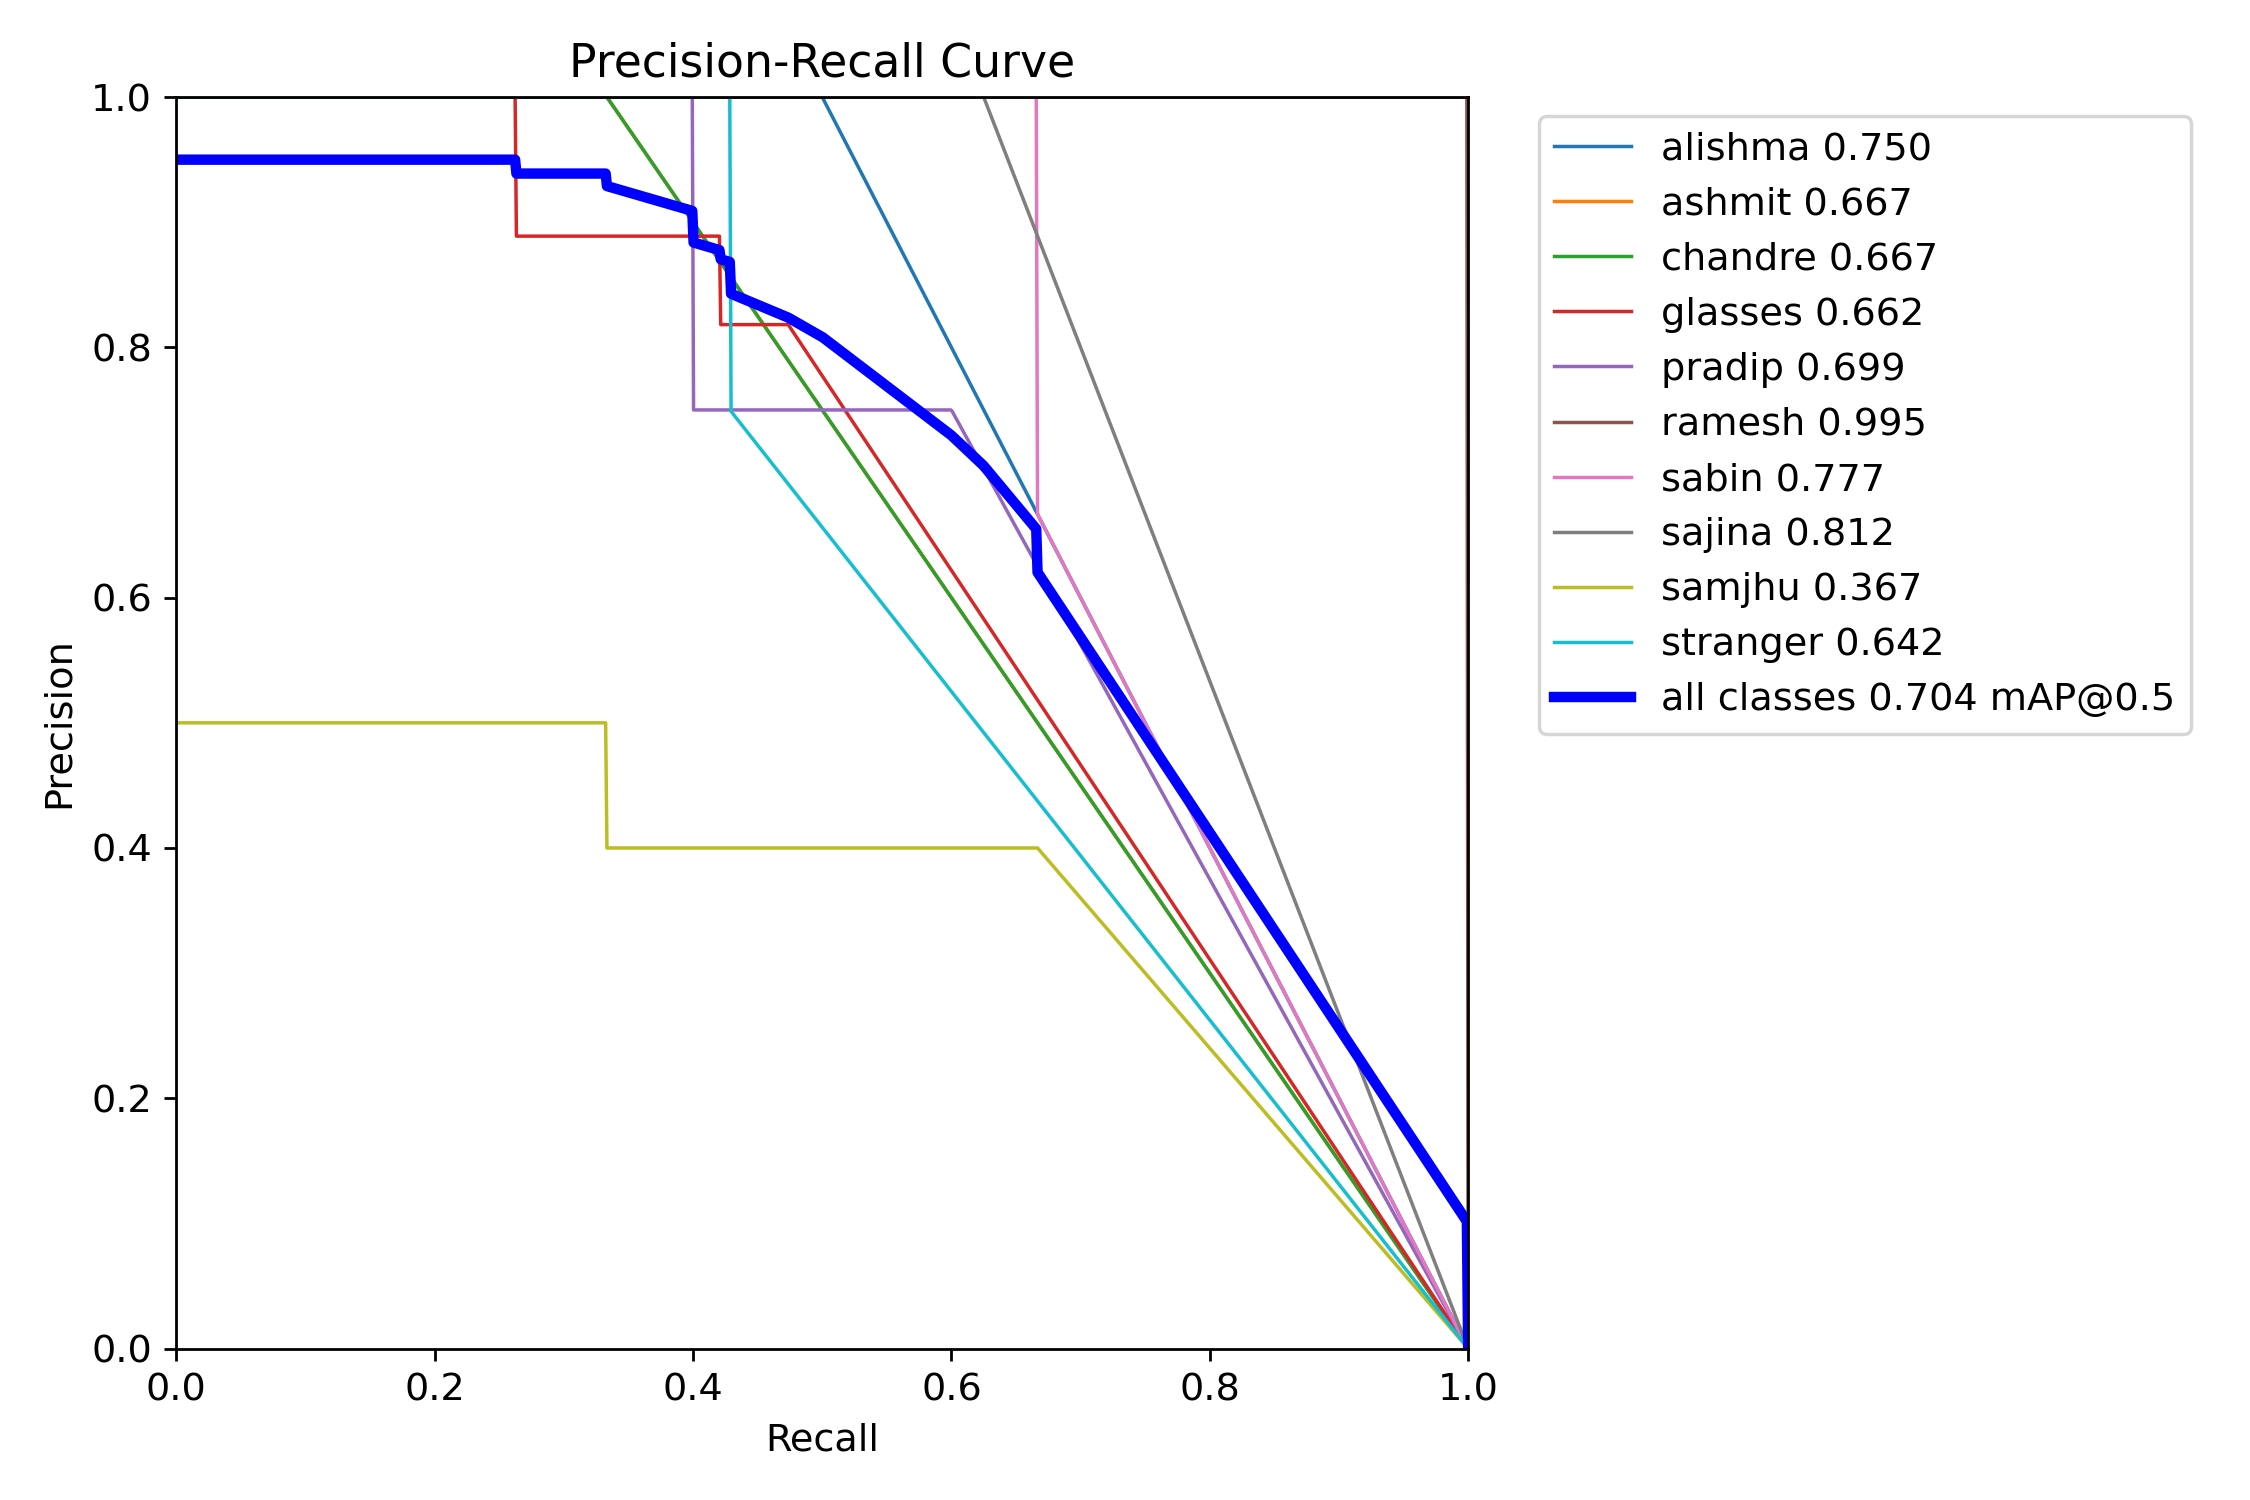 Precision-Recall Curve
1.0
0.8
0.6
0.4
0.2
0.0
Precision
0.0 0.2 0.4 0.6 0.8 1.0
Recall
alishma 0.750
ashmit 0.667
chandre 0.667
glasses 0.662
pradip 0.699
ramesh 0.995
sabin 0.777
sajina 0.812
samjhu 0.367
stranger 0.642
all classes 0.704 mAP@0.5